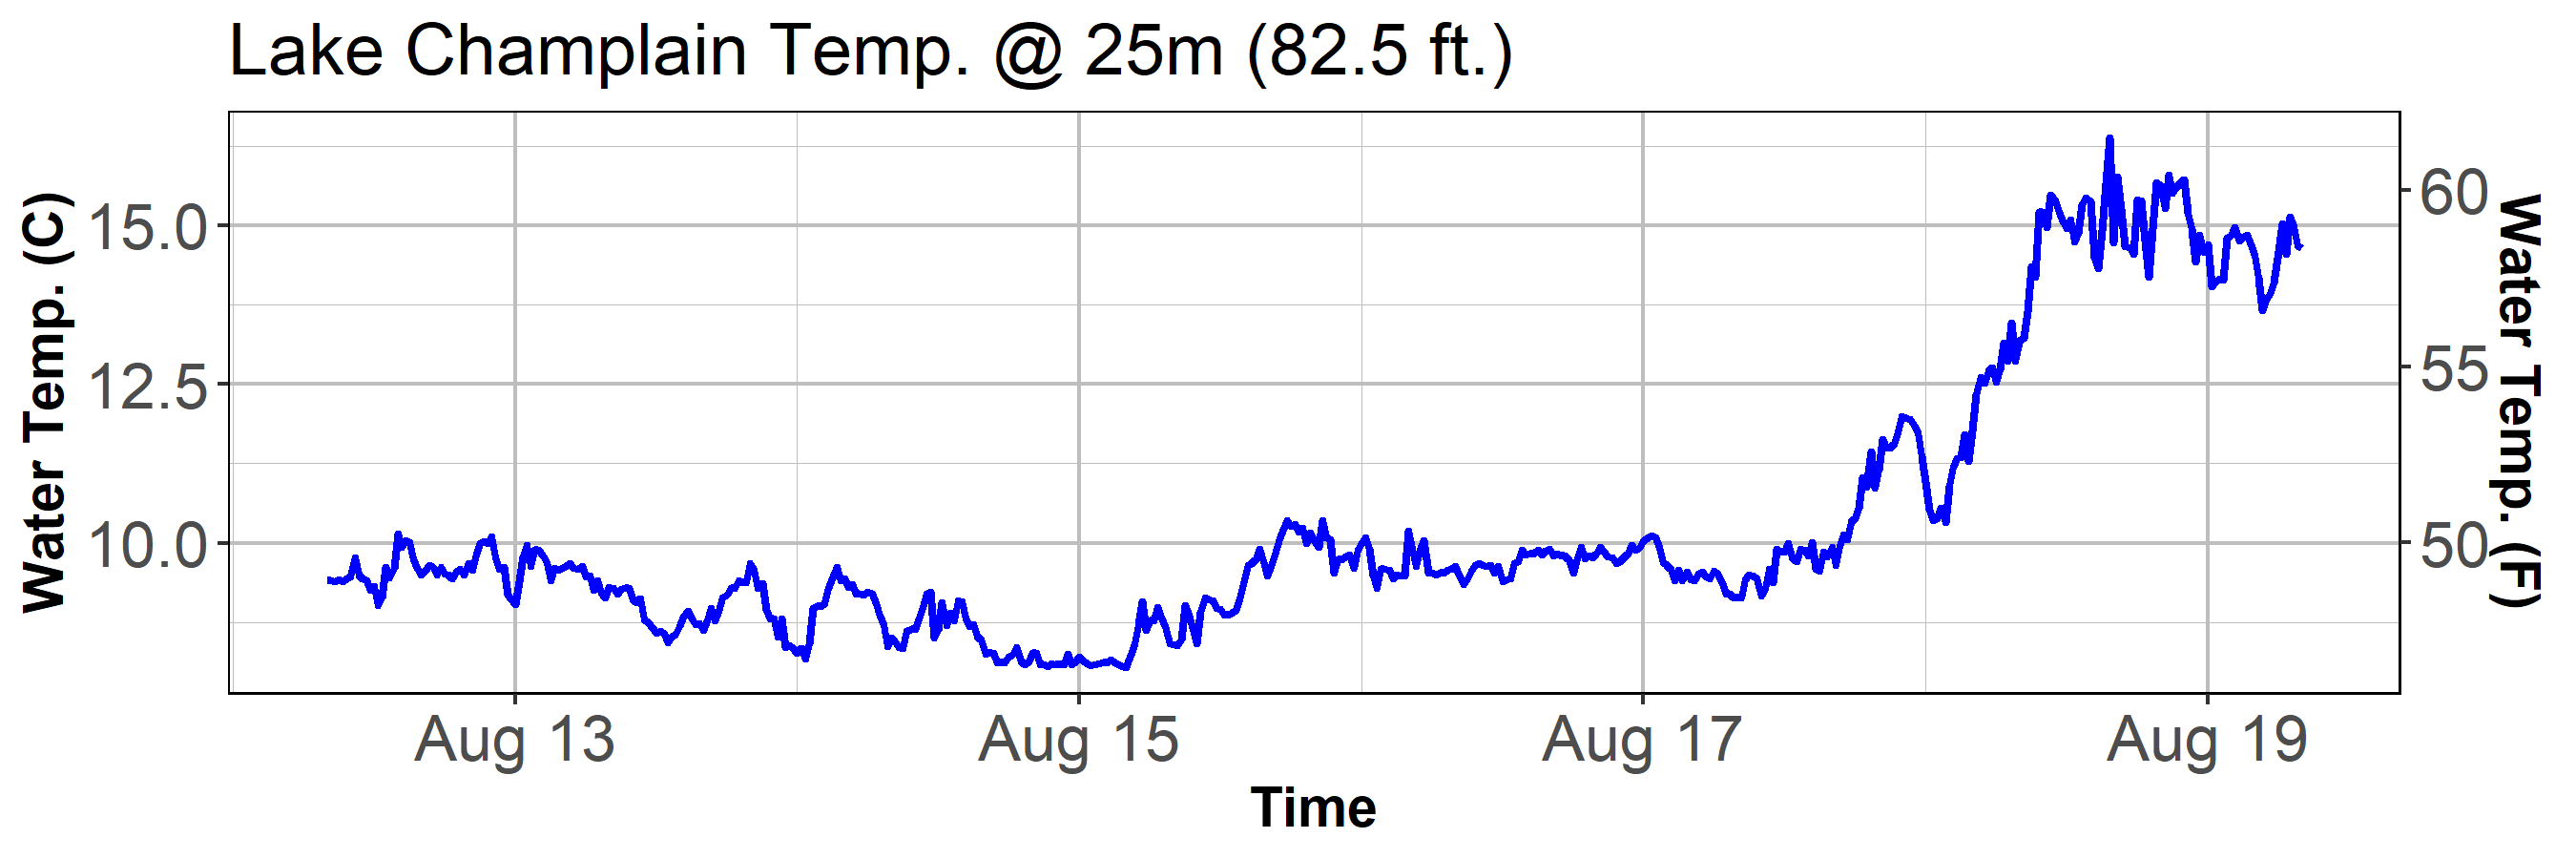 Lake Champlain Temp. @ 25m (82.5 ft.)
Water Temp. (C)
15.0
12.5
10.0
60
55
50
Water Temp. (F)
Aug 13
Aug 15
Aug 17
Aug 19
Time